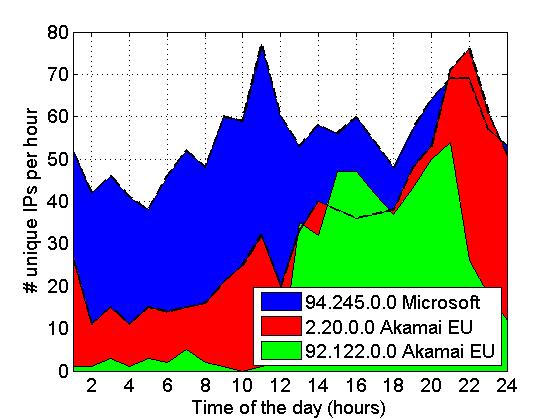 80
70
60
50
40
30
20
10
0
# unique IPs per hour
94.245.0.0 Microsoft
2.20.0.0 Akamai EU
92.122.0.0 Akamai EU
2 4 6 8 10 12 14 16 18 20 22 24
Time of the day (hours)